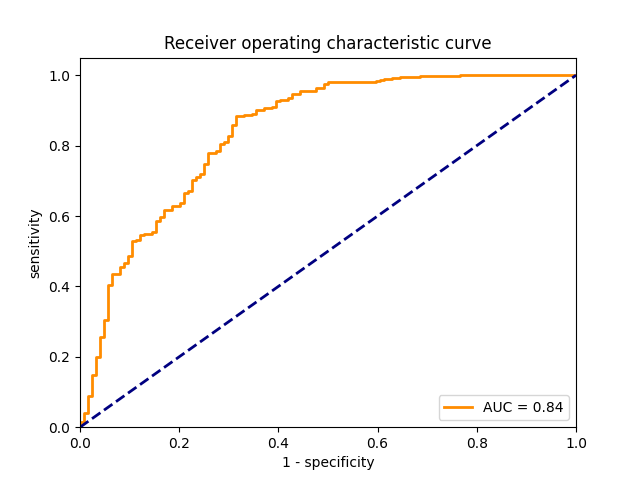 Receiver operating characteristic curve
1.0
0.8
0.6
0.4
0.2
0.0
sensitivity
0.0 0.2 0.4 0.6 0.8 1.0
1 - specificity
AUC = 0.84